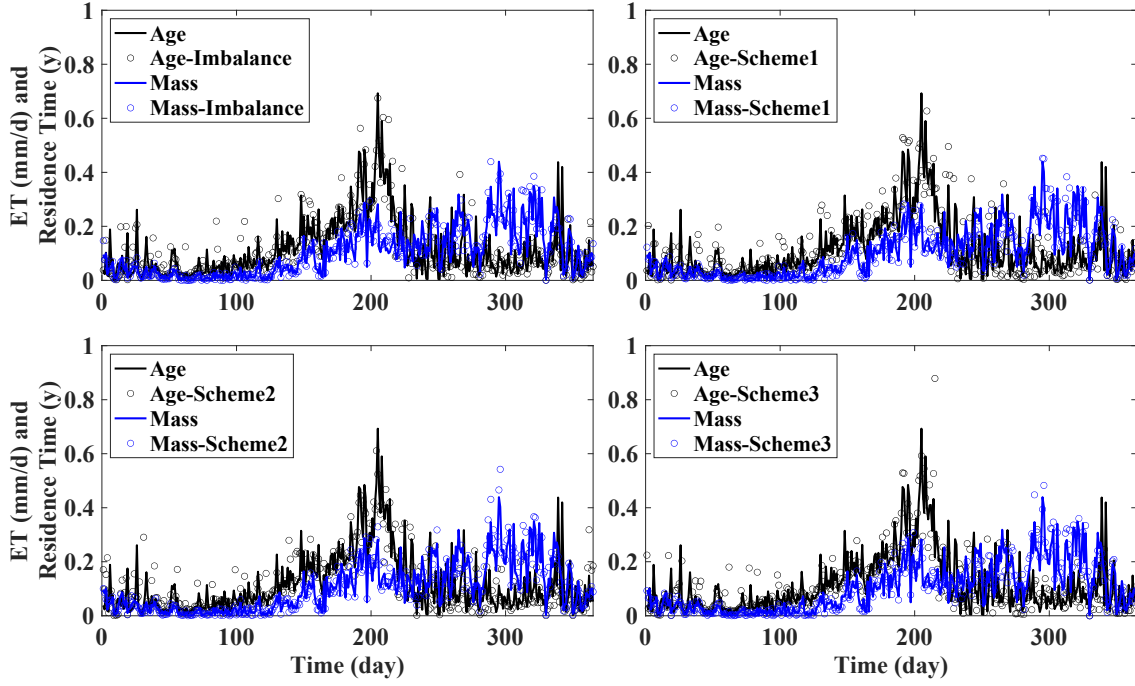 1
0.8
0.6
0.4
0.2
0
ET (mm/d) and
Residence Time (y)
Age
Age-Imbalance
Mass
Mass-Imbalance
0 100 200 300
1
0.8
0.6
0.4
0.2
0
Age
Age-Scheme1
Mass
Mass-Scheme1
0 100 200 300
1
0.8
0.6
0.4
0.2
0
ET (mm/d) and
Residence Time (y)
Age
Age-Scheme2
Mass
Mass-Scheme2
0 100 200 300
Time (day)
1
0.8
0.6
0.4
0.2
0
Age
Age-Scheme3
Mass
Mass-Scheme3
0 100 200 300
Time (day)